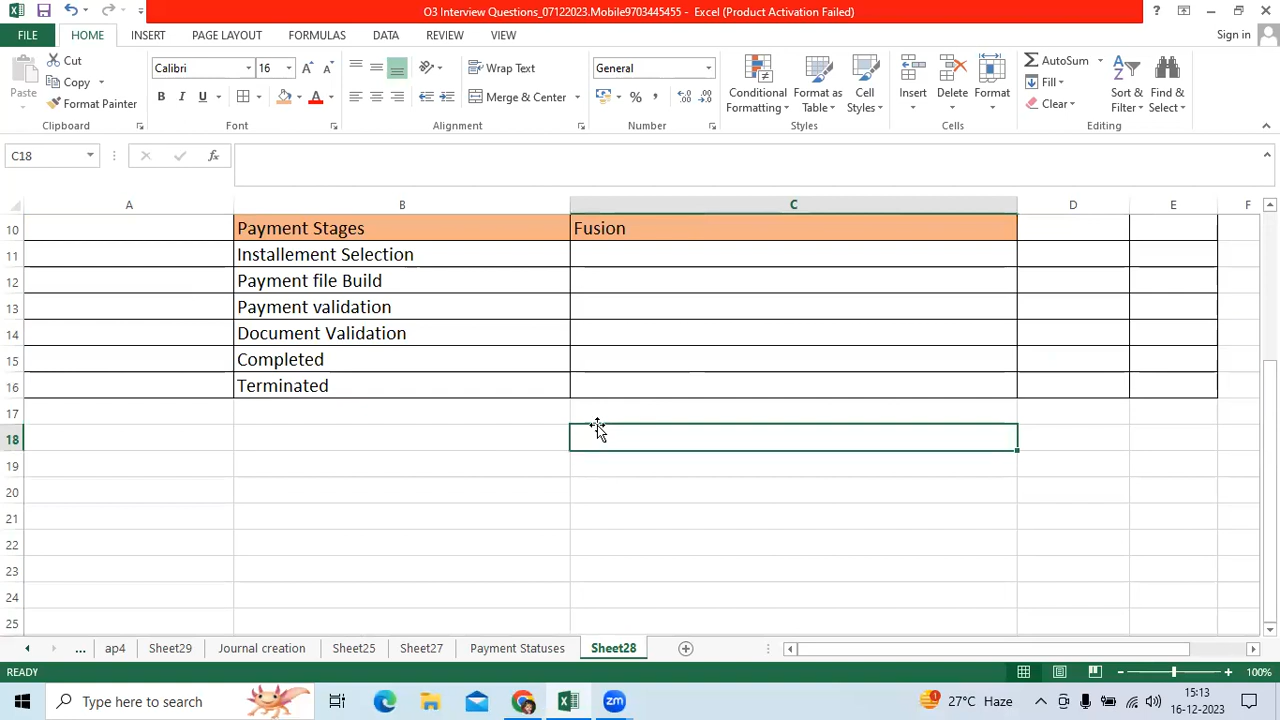 O3 Interview Questions_07122023.Mobile9703445455 - Excel (Product Activation Failed)
?
FILE HOME INSERT PAGE LAYOUT FORMULAS DATA REVIEW VIEW Sign in
Paste
Cut
Copy
Format Painter
Clipboard
Calibri 16
B I U
Font
Wrap Text
Merge & Center
Alignment
General
%
Number
Conditional Formatting
Format as Table
Cell Styles
Styles
Insert Delete Format
Cells
AutoSum
Fill
Clear
Sort & Filter
Find & Select
Editing
C18
fx
A B C D E F
10 Payment Stages Fusion
11 Installement Selection
12 Payment file Build
13 Payment validation
14 Document Validation
15 Completed
16 Terminated
17
18
19
20
21
22
23
24
25
... ap4 Sheet29 Journal creation Sheet25 Sheet27 Payment Statuses Sheet28
READY 100%
Type here to search
zm
1
27°C Haze
15:13
16-12-2023